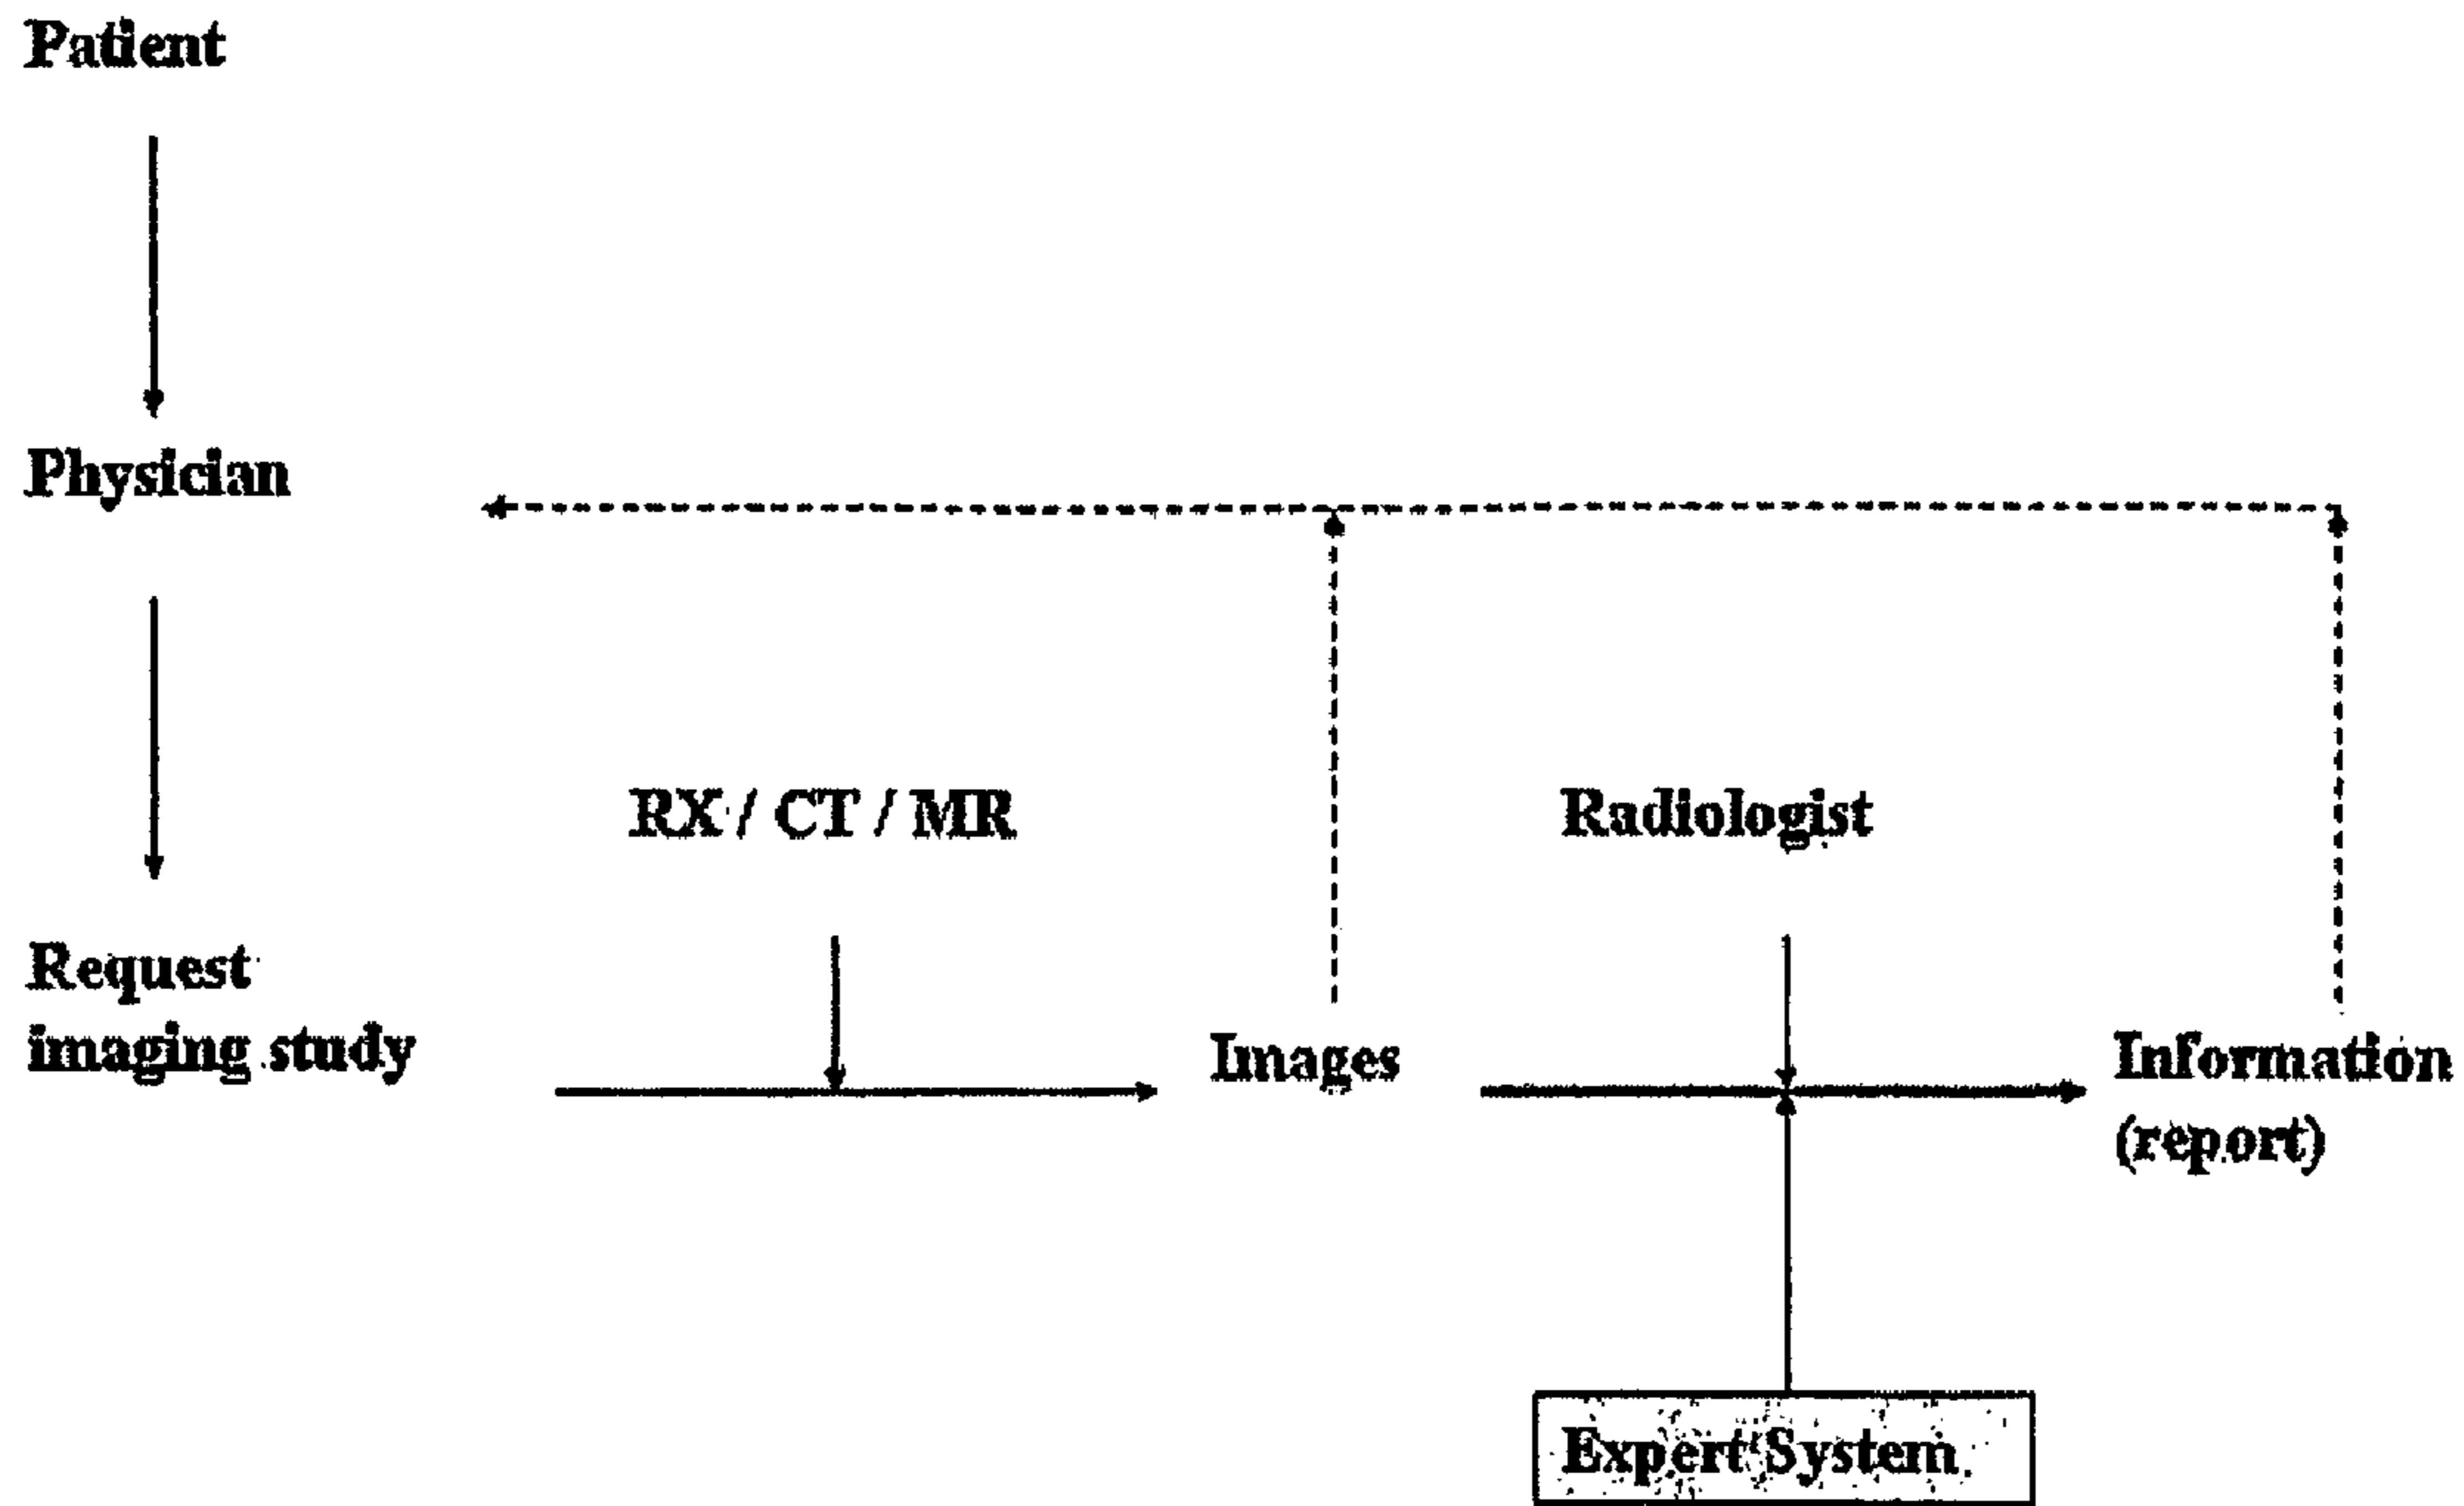 Patient
Physician
RX / CT / MR
Radiologist
Request
imaging study
Images
Information
(report)
Expert System